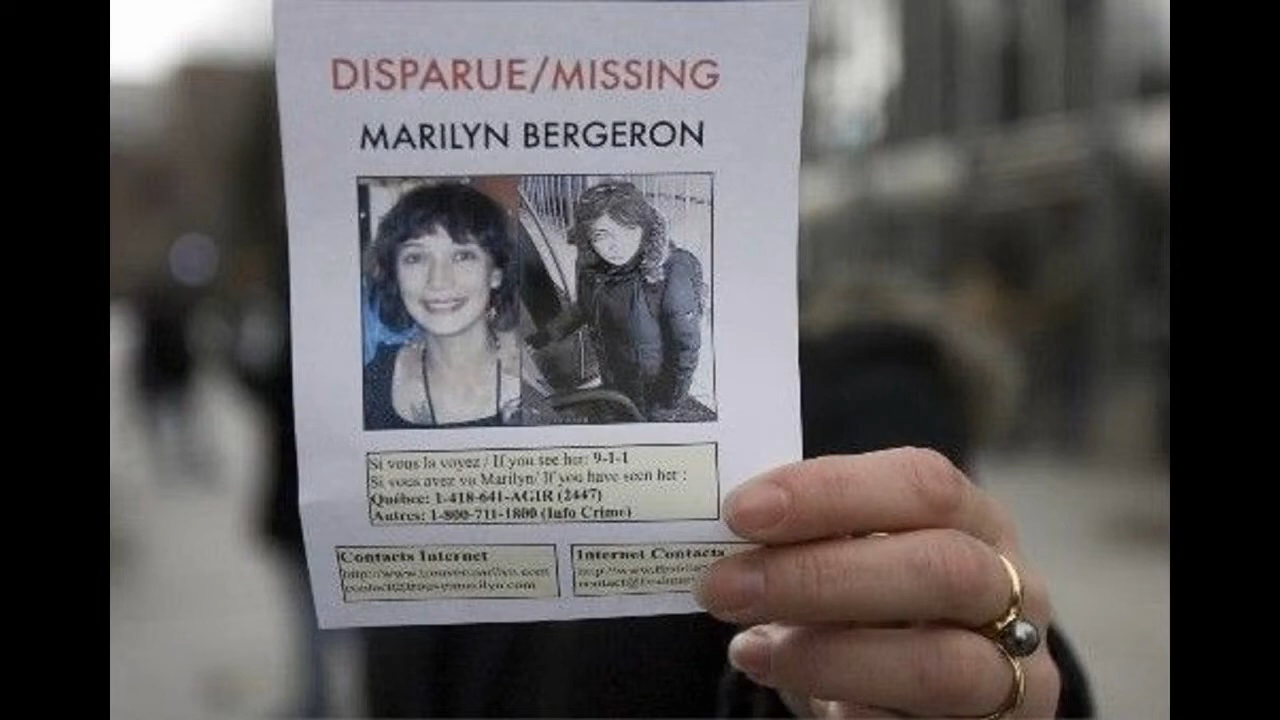 DISPARUE/MISSING
MARILYN BERGERON
Si vous la voyez / If you see her: 9-1-1
Si vous avez vu Marilyn/ If you have seen her :
Québec: 1-418-641-AGIR (2447)
Autres: 1-800-711-1800 (Info Crime)
Contacts Internet
Internet Contacts